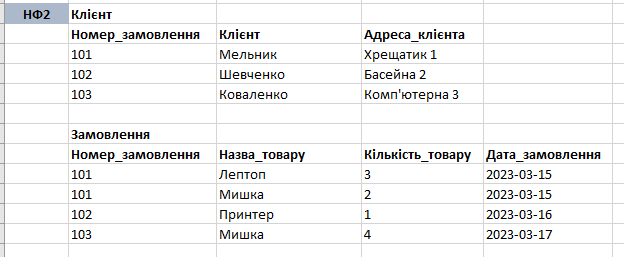 НФ2 Клієнт
Номер_замовлення Клієнт Адреса_клієнта
101 Мельник Хрещатик 1
102 Шевченко Басейна 2
103 Коваленко Комп'ютерна 3
Замовлення
Номер_замовлення Назва_товару Кількість_товару Дата_замовлення
101 Лептоп 3 2023-03-15
101 Мишка 2 2023-03-15
102 Принтер 1 2023-03-16
103 Мишка 4 2023-03-17